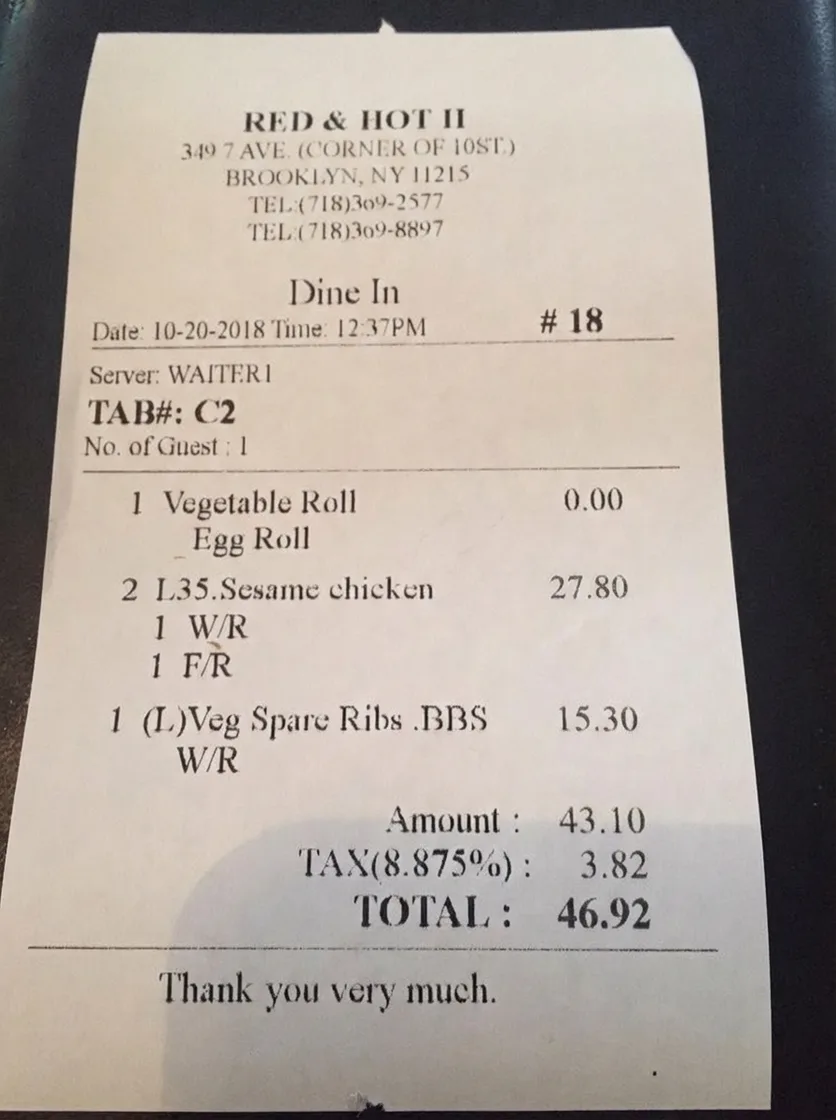 RED & HOT II
349 7 AVE. (CORNER OF 10ST.)
BROOKLYN, NY 11215
TEL:(718)369-2577
TEL:(718)369-8897
Dine In
Date: 10-20-2018 Time: 12:37PM # 18
Server: WAITER1
TAB#: C2
No. of Guest : 1
1 Vegetable Roll 0.00
Egg Roll
2 L35.Sesame chicken 27.80
1 W/R
1 F/R
1 (L)Veg Spare Ribs .BBS 15.30
W/R
Amount : 43.10
TAX(8.875%) : 3.82
TOTAL : 46.92
Thank you very much.